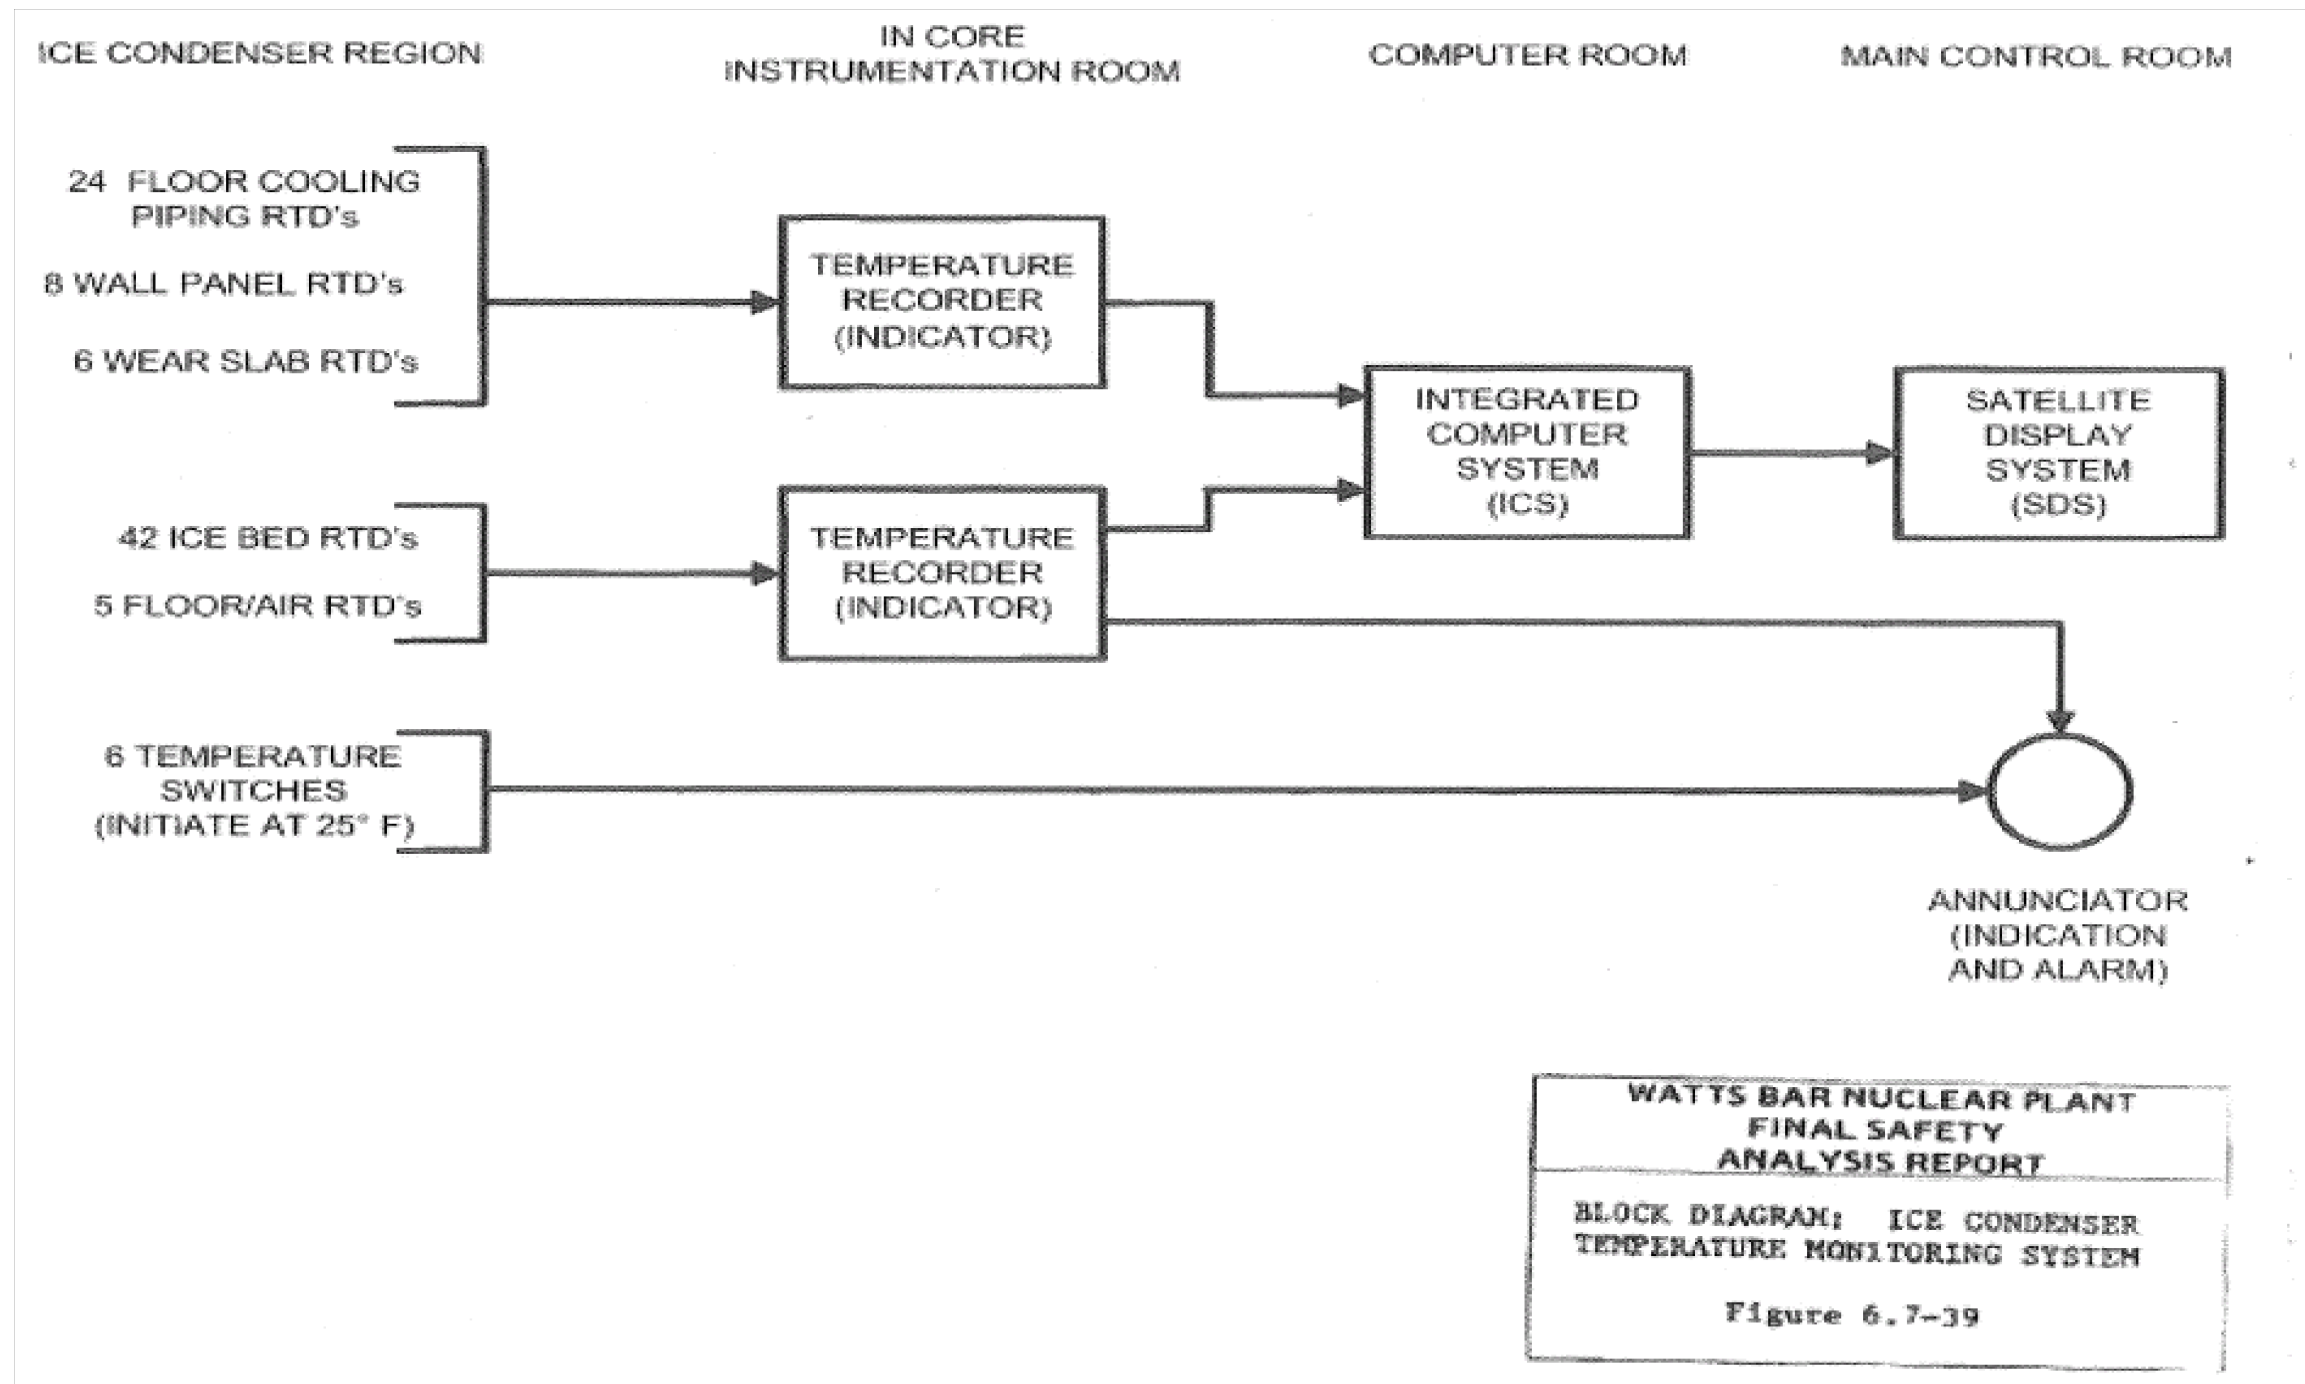 ICE CONDENSER REGION
IN CORE
INSTRUMENTATION ROOM
COMPUTER ROOM
MAIN CONTROL ROOM
24 FLOOR COOLING
PIPING RTD's
8 WALL PANEL RTD's
6 WEAR SLAB RTD's
TEMPERATURE
RECORDER
(INDICATOR)
INTEGRATED
COMPUTER
SYSTEM
(ICS)
SATELLITE
DISPLAY
SYSTEM
(SDS)
42 ICE BED RTD's
5 FLOOR/AIR RTD's
TEMPERATURE
RECORDER
(INDICATOR)
6 TEMPERATURE
SWITCHES
(INITIATE AT 25° F)
ANNUNCIATOR
(INDICATION
AND ALARM)
WATTS BAR NUCLEAR PLANT
FINAL SAFETY
ANALYSIS REPORT
BLOCK DIAGRAM: ICE CONDENSER
TEMPERATURE MONITORING SYSTEM
Figure 6.7-39